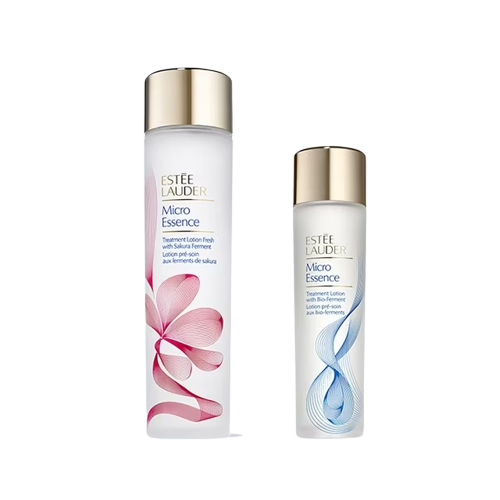 ESTĒE
LAUDER
Micro
Essence
Treatment Lotion Fresh
with Sakura Ferment
Lotion pré-soin
aux ferments de sakura
ESTĒE
LAUDER
Micro
Essence
Treatment Lotion
with Bio-Ferment
Lotion pré-soin
aux bio-ferments